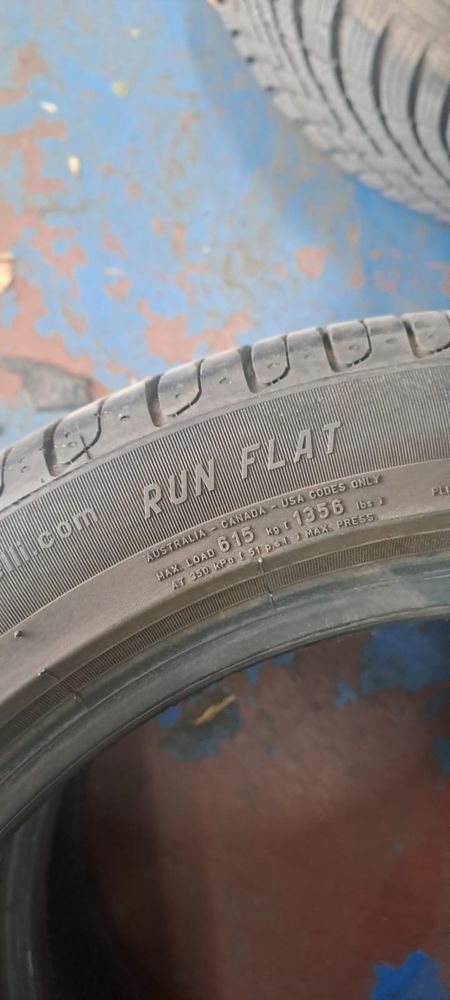 lli.com RUN FLAT
AUSTRALIA - CANADA - USA CODES ONLY
MAX. LOAD 615 kg [ 1356 lbs ]
AT 350 kPa [ 51 p.s.i. ] MAX. PRESS.
PLI